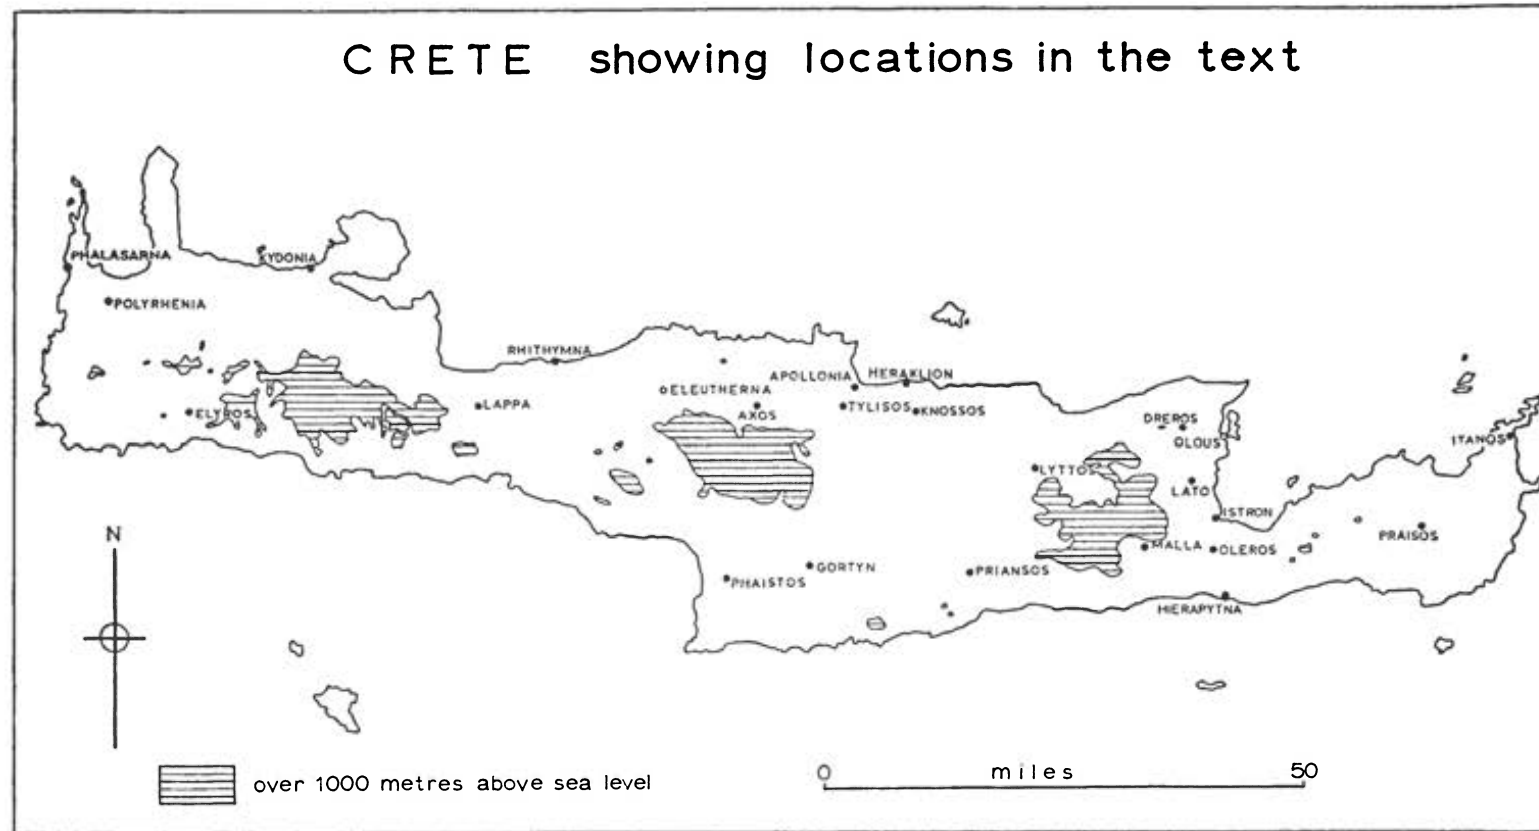 CRETE showing locations in the text
PHALASARNA
KYDONIA
POLYRHENIA
RHITHYMNA
APOLLONIA
HERAKLION
ELEUTHERNA
ELYROS
LAPPA
AXOS
TYLISOS
KNOSSOS
DREROS
OLOUS
ITANOS
LYTTOS
LATO
ISTRON
PRAISOS
N
MALLA
OLEROS
PHAISTOS
GORTYN
PRIANSOS
HIERAPYTNA
over 1000 metres above sea level
0 miles 50